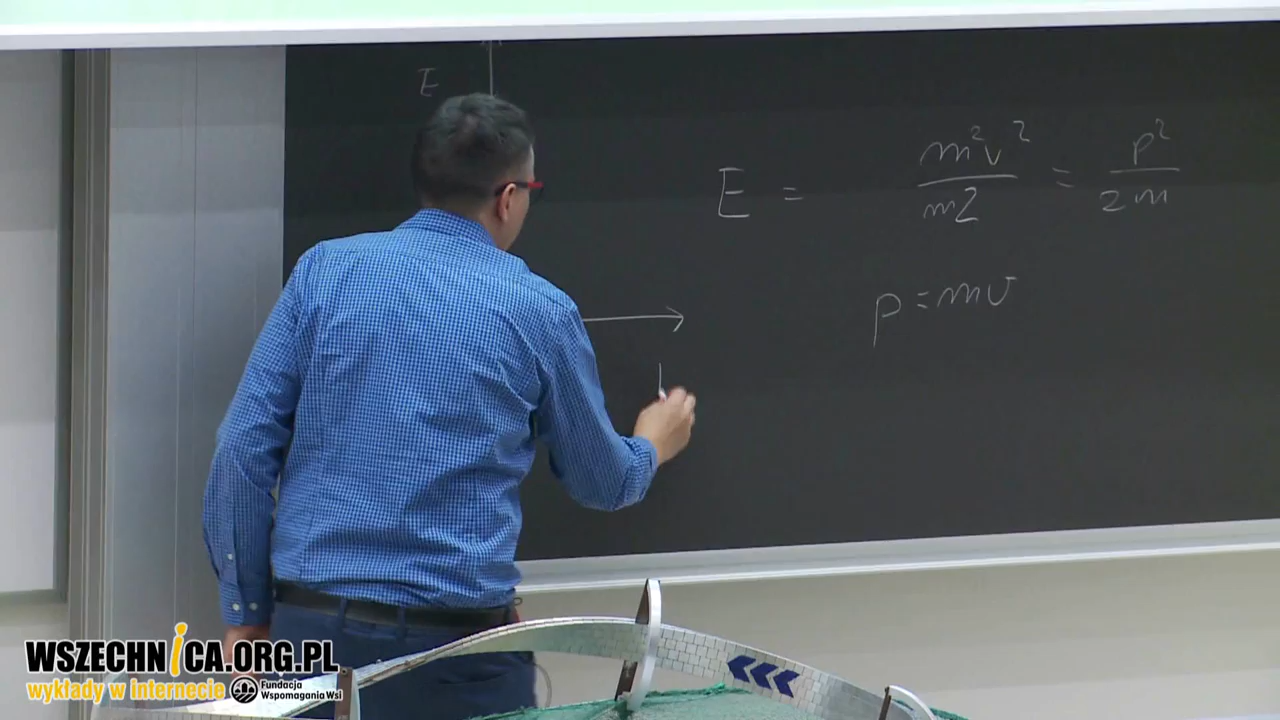 E
E = m²v²/m2 = p²/2m
p = mv
WSZECHNICA.ORG.PL
wykłady w internecie
Fundacja
Wspomagania Wsi